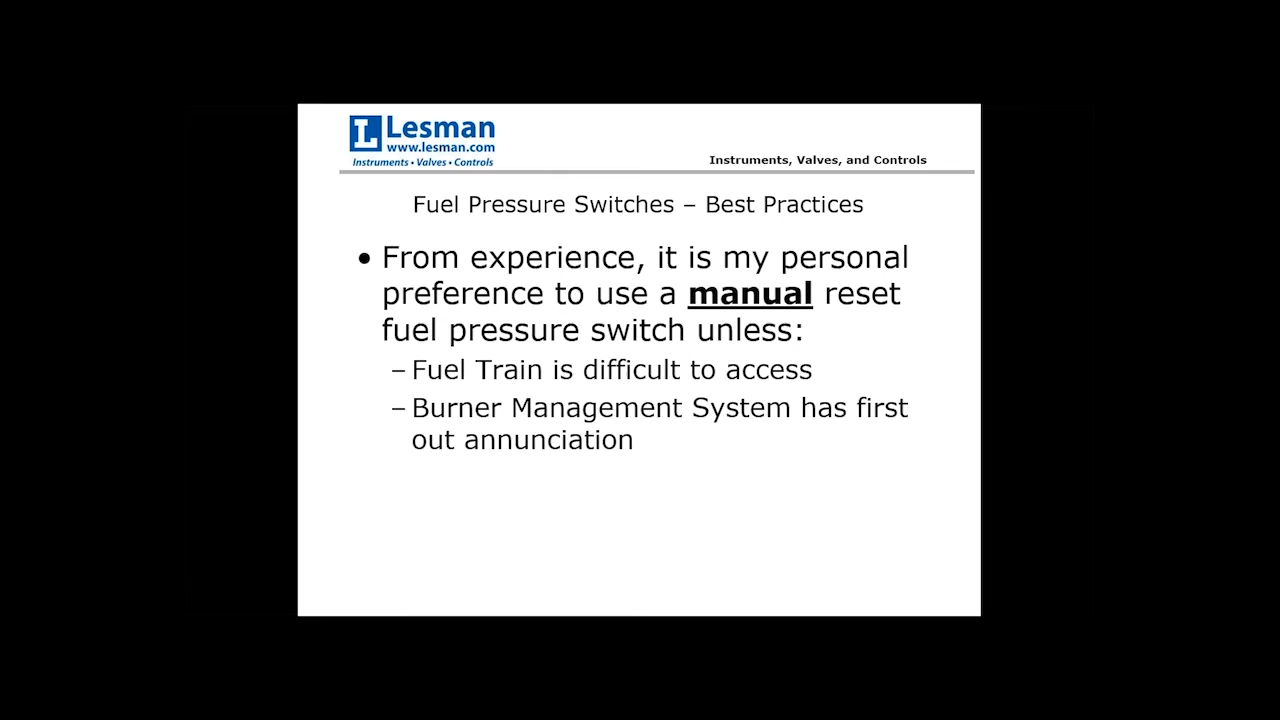 Lesman
www.lesman.com
Instruments • Valves • Controls
Instruments, Valves, and Controls
Fuel Pressure Switches – Best Practices
• From experience, it is my personal
preference to use a manual reset
fuel pressure switch unless:
– Fuel Train is difficult to access
– Burner Management System has first
out annunciation